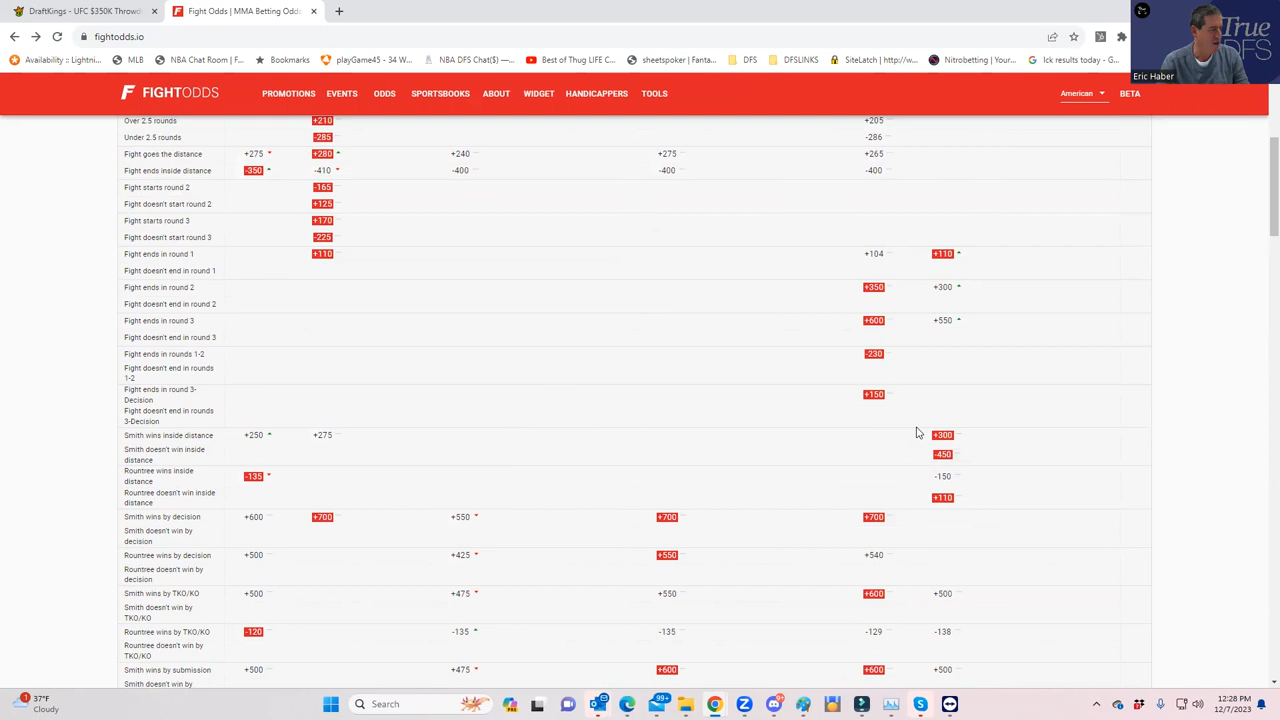 DraftKings - UFC $350K Throwd
Fight Odds | MMA Betting Odds
fightodds.io
True
DFS
Eric Haber
Availability :: Lightni...
MLB
NBA Chat Room | F...
Bookmarks
playGame45 - 34 W...
NBA DFS Chat($) —...
Best of Thug LIFE C...
sheetspoker | Fanta...
DFS
DFSLINKS
SiteLatch | http://w...
Nitrobetting | Your...
Ick results today - G...
FIGHTODDS
PROMOTIONS EVENTS ODDS SPORTSBOOKS ABOUT WIDGET HANDICAPPERS TOOLS
American
BETA
Over 2.5 rounds +210 +205
Under 2.5 rounds -285 -286
Fight goes the distance +275 +280 +240 +275 +265
Fight ends inside distance -350 -410 -400 -400 -400
Fight starts round 2 -165
Fight doesn't start round 2 +125
Fight starts round 3 +170
Fight doesn't start round 3 -225
Fight ends in round 1 +110 +104 +110
Fight doesn't end in round 1
Fight ends in round 2 +350 +300
Fight doesn't end in round 2
Fight ends in round 3 +600 +550
Fight doesn't end in round 3
Fight ends in rounds 1-2 -230
Fight doesn't end in rounds
1-2
Fight ends in round 3-
Decision +150
Fight doesn't end in rounds
3-Decision
Smith wins inside distance +250 +275 +300
Smith doesn't win inside
distance -450
Rountree wins inside
distance -135 -150
Rountree doesn't win inside
distance +110
Smith wins by decision +600 +700 +550 +700 +700
Smith doesn't win by
decision
Rountree wins by decision +500 +425 +550 +540
Rountree doesn't win by
decision
Smith wins by TKO/KO +500 +475 +550 +600 +500
Smith doesn't win by
TKO/KO
Rountree wins by TKO/KO -120 -135 -135 -129 -138
Rountree doesn't win by
TKO/KO
Smith wins by submission +500 +475 +600 +600 +500
Smith doesn't win by
1
37°F
Cloudy
Search
99+
12:28 PM
12/7/2023